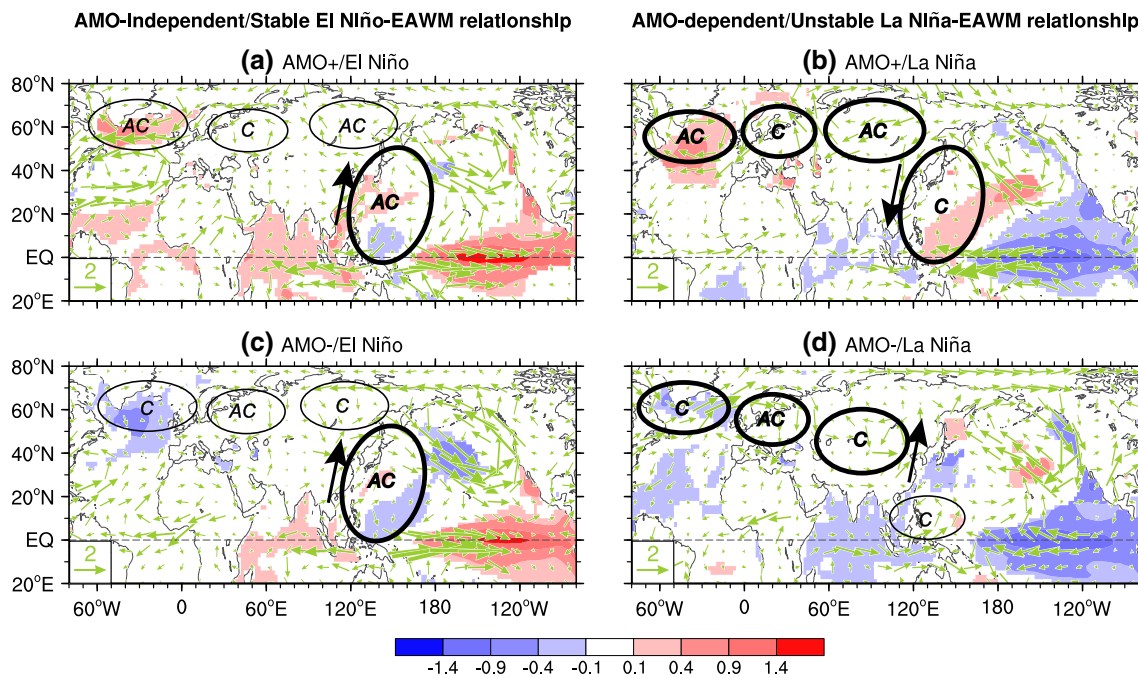 AMO-Independent/Stable El Niño-EAWM relationship
AMO-dependent/Unstable La Niña-EAWM relationship
(a) AMO+/El Niño
80°N
60°N
40°N
20°N
EQ
20°E
AC
C
AC
AC
2
(b) AMO+/La Niña
AC
C
AC
C
2
(c) AMO-/El Niño
80°N
60°N
40°N
20°N
EQ
20°E
C
AC
C
AC
2
60°W 0 60°E 120°E 180 120°W
(d) AMO-/La Niña
C
AC
C
C
2
60°W 0 60°E 120°E 180 120°W
-1.4 -0.9 -0.4 -0.1 0.1 0.4 0.9 1.4